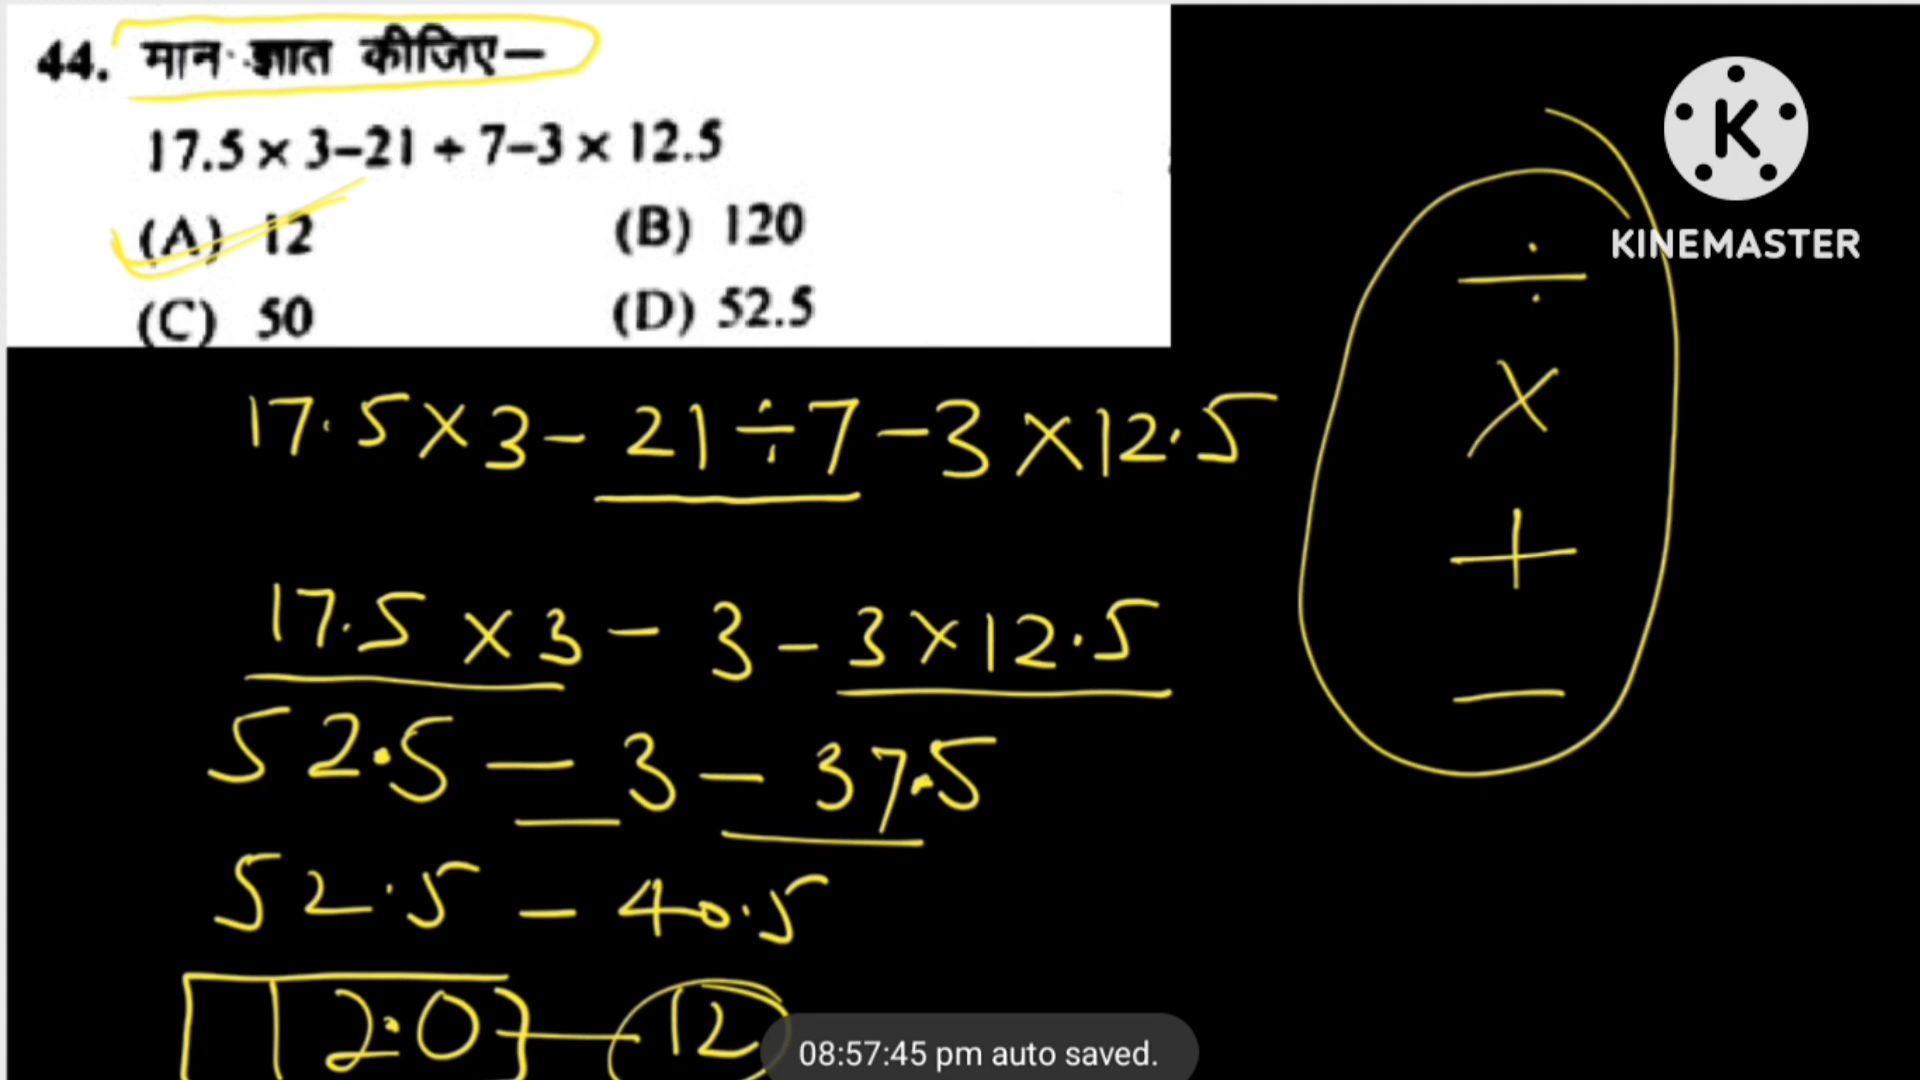 44. मान ज्ञात कीजिए—
17.5 × 3–21 ÷ 7–3 × 12.5
(A) 12 (B) 120
(C) 50 (D) 52.5
17.5 × 3 – 21 ÷ 7 – 3 × 12.5
17.5 × 3 – 3 – 3 × 12.5
52.5 – 3 – 37.5
52.5 – 40.5
12.0 – 12
÷
×
+
–
K
KINEMASTER
08:57:45 pm auto saved.